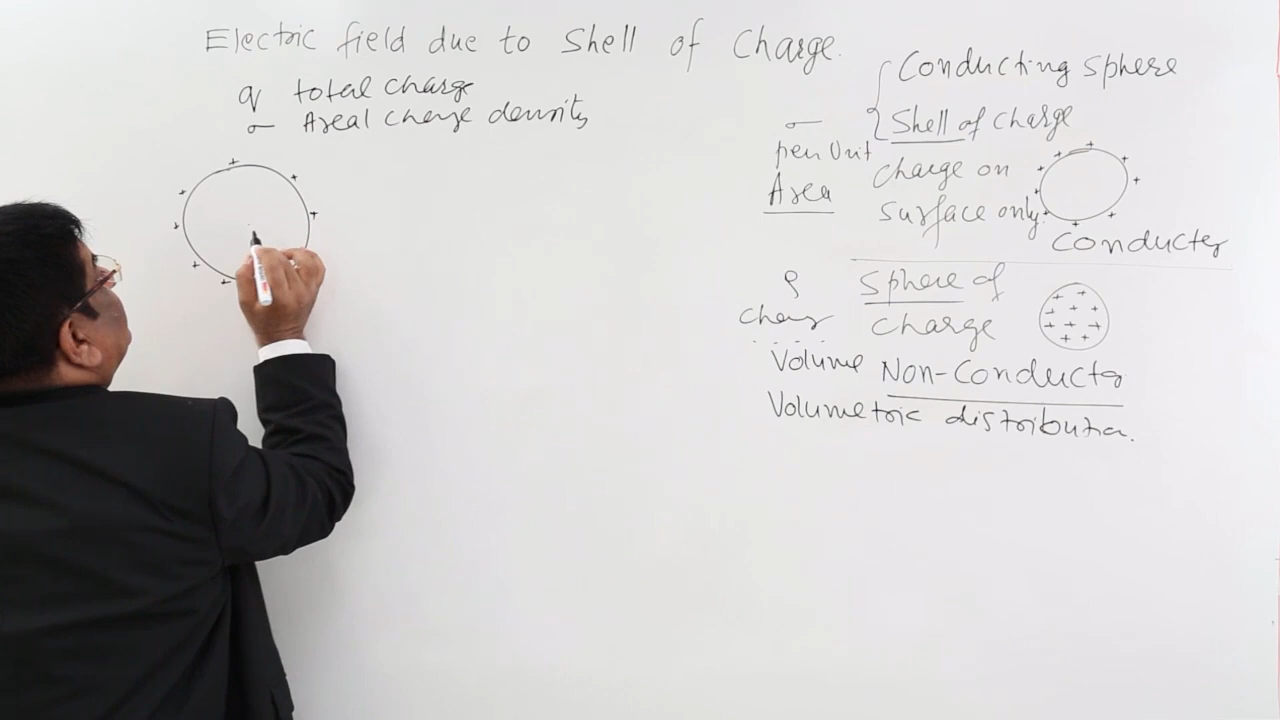 Electric field due to Shell of Charge.
q total charge
σ Areal charge density
Conducting sphere
Shell of charge
σ
per Unit
Area
charge on
surface only.
Conductor
ρ
Sphere of
charge
charge
Volume
Non-Conductor
Volumetric distribution.